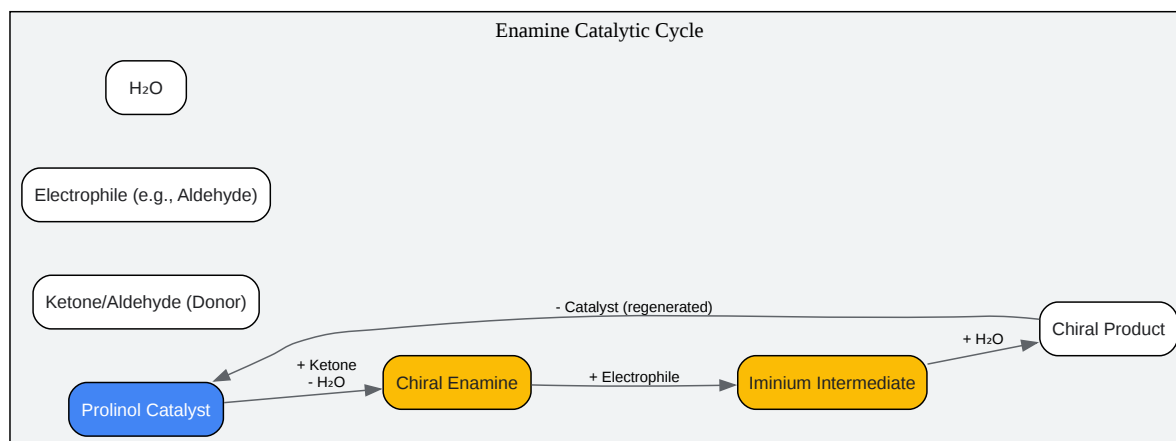 Enamine Catalytic Cycle
H₂O
Electrophile (e.g., Aldehyde)
Ketone/Aldehyde (Donor)
- Catalyst (regenerated)
Chiral Product
+ H₂O
+ Ketone
- H₂O
Chiral Enamine
+ Electrophile
Iminium Intermediate
Prolinol Catalyst